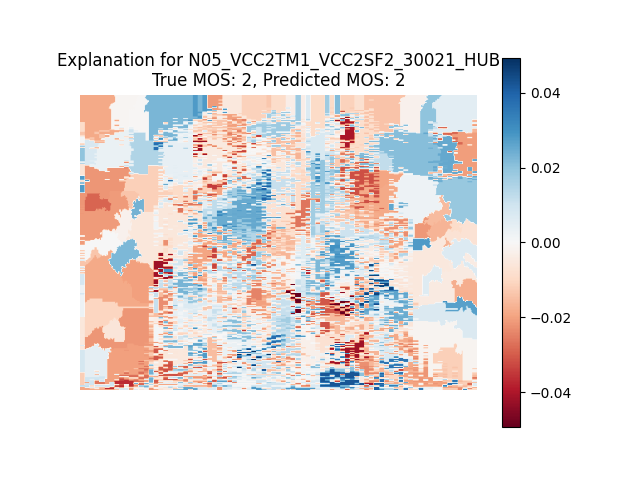 Explanation for N05_VCC2TM1_VCC2SF2_30021_HUB
True MOS: 2, Predicted MOS: 2
0.04
0.02
0.00
−0.02
−0.04